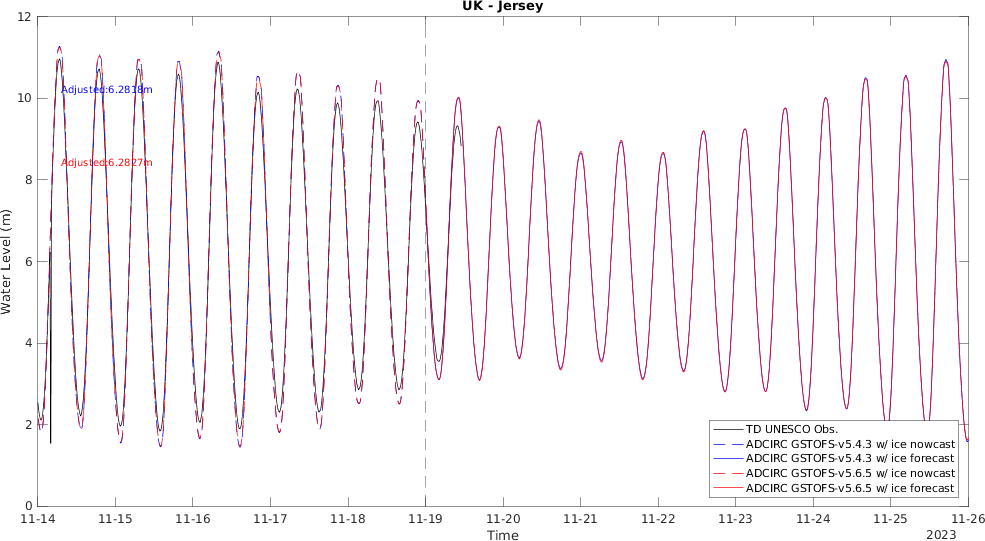 UK - Jersey
12
10
8
6
4
2
0
Water Level (m)
Adjusted:6.2818m
Adjusted:6.2827m
TD UNESCO Obs.
ADCIRC GSTOFS-v5.4.3 w/ ice nowcast
ADCIRC GSTOFS-v5.4.3 w/ ice forecast
ADCIRC GSTOFS-v5.6.5 w/ ice nowcast
ADCIRC GSTOFS-v5.6.5 w/ ice forecast
11-14 11-15 11-16 11-17 11-18 11-19 11-20 11-21 11-22 11-23 11-24 11-25 11-26
Time
2023